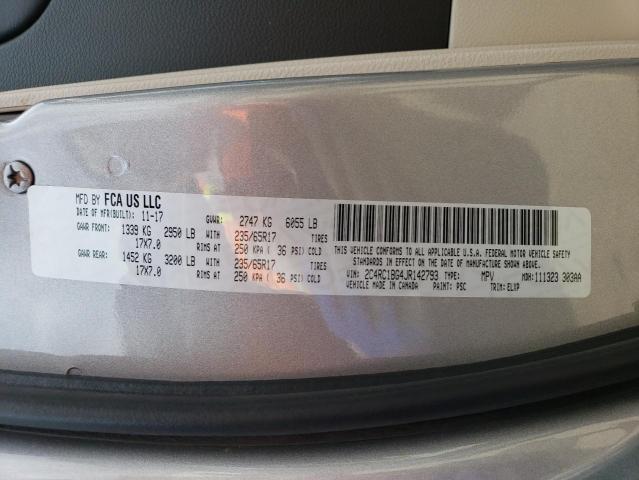 MFD BY FCA US LLC
DATE OF MFR(BUILT): 11-17 GVWR: 2747 KG 6055 LB
GAWR FRONT: 1339 KG 2950 LB WITH 235/65R17 TIRES
17X7.0 RIMS AT 250 KPA ( 36 PSI) COLD
GAWR REAR: 1452 KG 3200 LB WITH 235/65R17 TIRES
17X7.0 RIMS AT 250 KPA ( 36 PSI) COLD
THIS VEHICLE CONFORMS TO ALL APPLICABLE U.S.A. FEDERAL MOTOR VEHICLE SAFETY
STANDARDS IN EFFECT ON THE DATE OF MANUFACTURE SHOWN ABOVE.
VIN: 2C4RC1BG4JR142793 TYPE: MPV MDH: 111323 303AA
VEHICLE MADE IN CANADA PAINT: PSC TRIM: ELXP